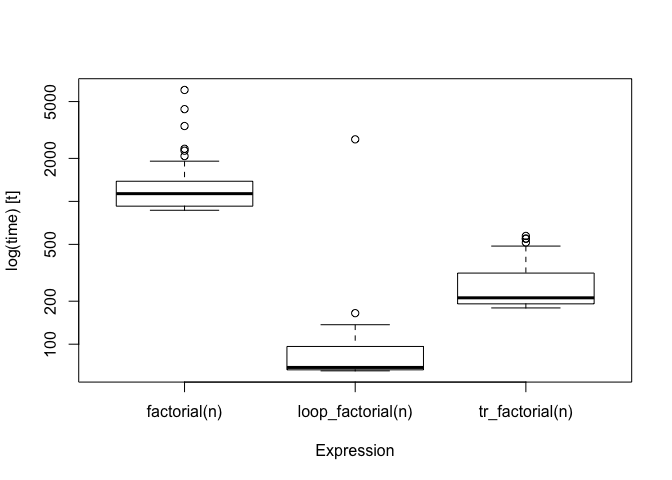 log(time) [t]
5000
2000
500
200
100
factorial(n)
loop_factorial(n)
tr_factorial(n)
Expression